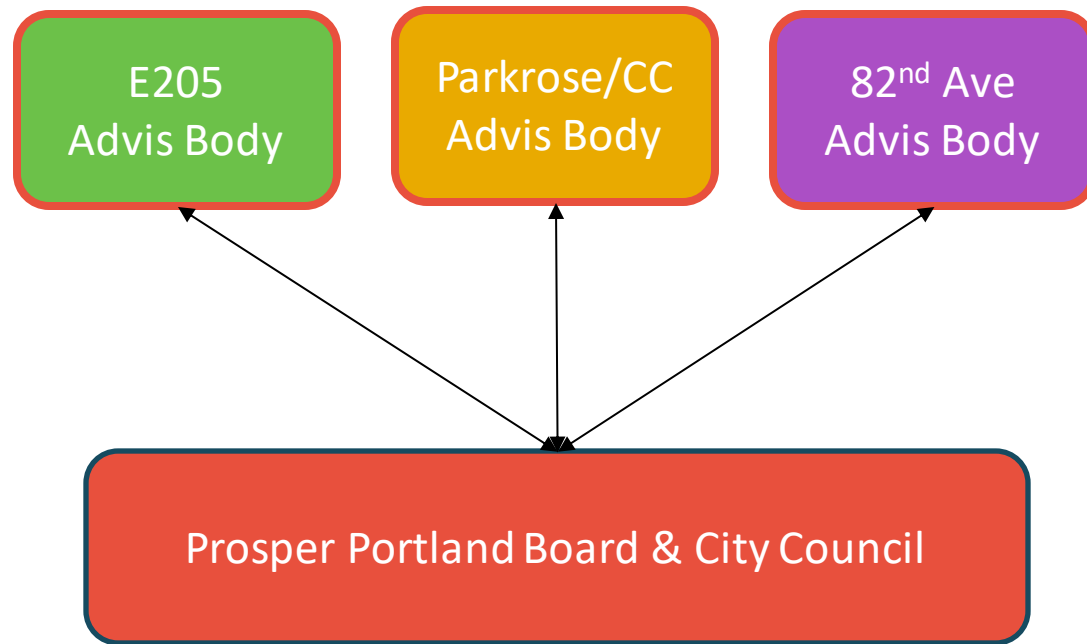 E205
Advis Body
Parkrose/CC
Advis Body
82nd Ave
Advis Body
Prosper Portland Board & City Council